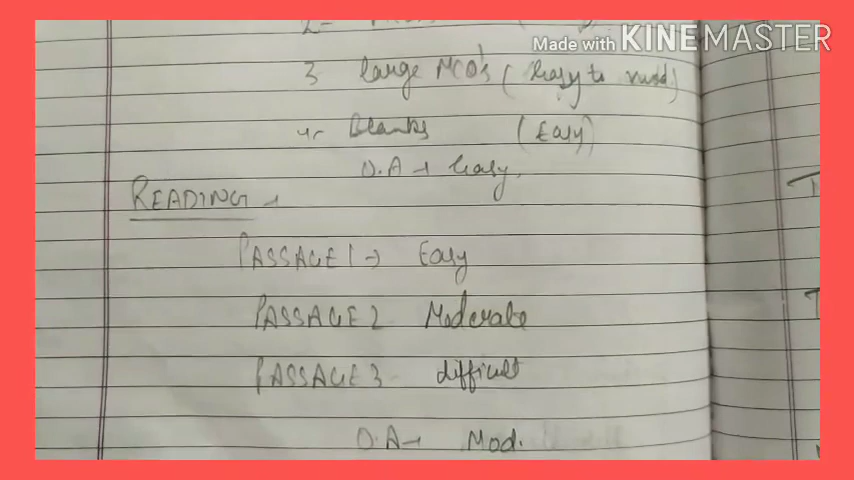 2-
Made with KINEMASTER
3 large MCQ's ( Easy to mod.)
4- Blanks (Easy)
O.A → Easy.
READING →
PASSAGE 1 → Easy
PASSAGE 2 Moderate
PASSAGE 3 difficult
O.A → Mod.